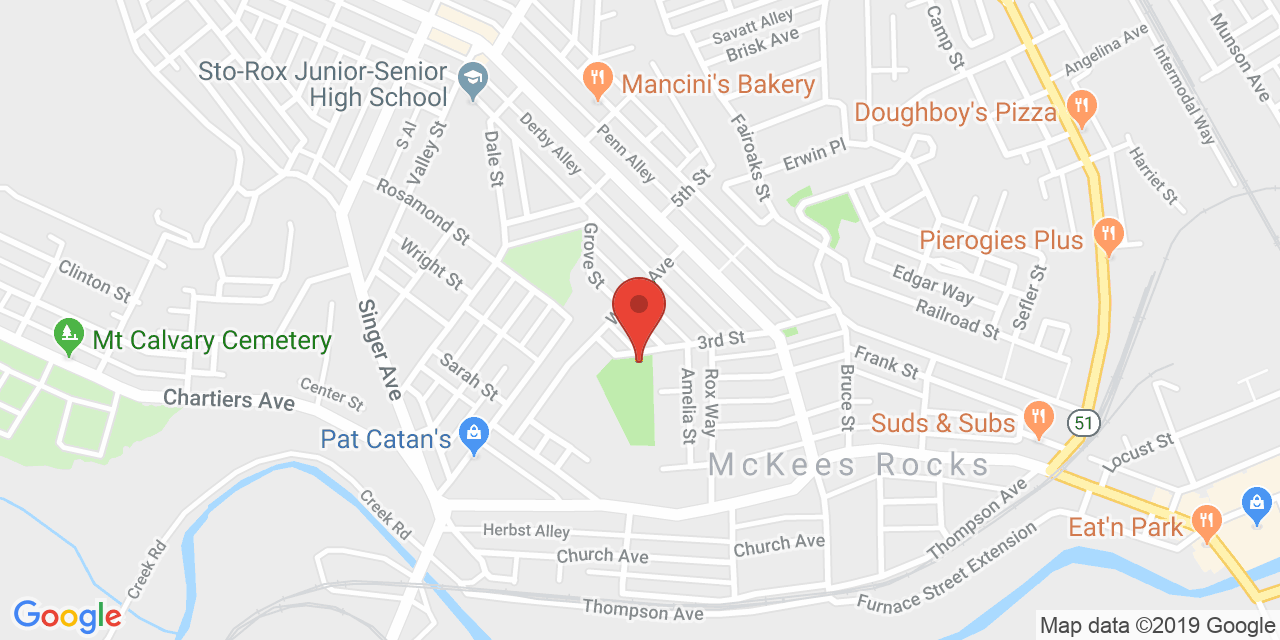 Savatt Alley
Brisk Ave
Camp St
Angelina Ave
Munson Ave
Intermodal Way
Sto-Rox Junior-Senior
High School
Mancini's Bakery
Doughboy's Pizza
S Al
Valley St
Dale St
Derby Alley
Penn Alley
Fairoaks St
Erwin Pl
Harriet St
5th St
Rosamond St
Wright St
Grove St
Ave
Pierogies Plus
Clinton St
Edgar Way
Railroad St
Sefler St
Mt Calvary Cemetery
Singer Ave
3rd St
Sarah St
Amelia St
Rox Way
Bruce St
Frank St
Center St
Chartiers Ave
Pat Catan's
Suds & Subs
51
Locust St
McKees Rocks
Creek Rd
Herbst Alley
Church Ave
Church Ave
Thompson Ave
Eat'n Park
Creek Rd
Furnace Street Extension
Thompson Ave
Google
Map data ©2019 Google